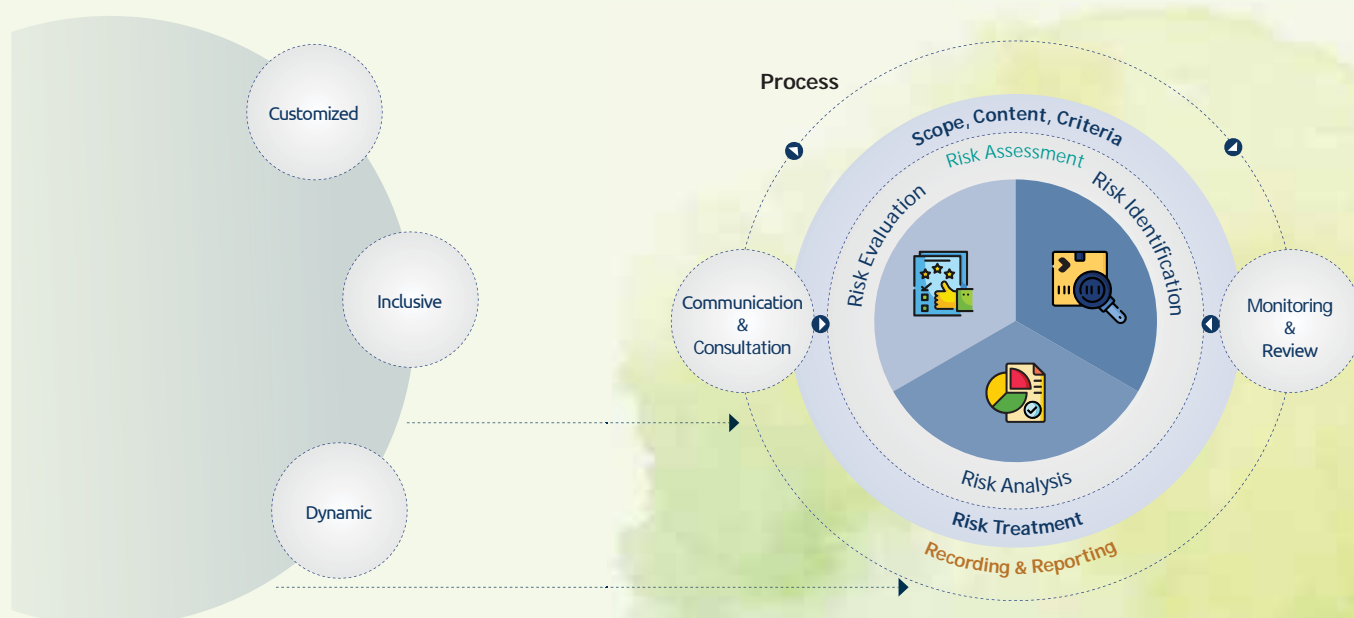 Customized
Inclusive
Dynamic
Process
Scope, Content, Criteria
Risk Assessment
Risk Evaluation
Risk Identification
Communication
&
Consultation
Monitoring
&
Review
Risk Analysis
Risk Treatment
Recording & Reporting